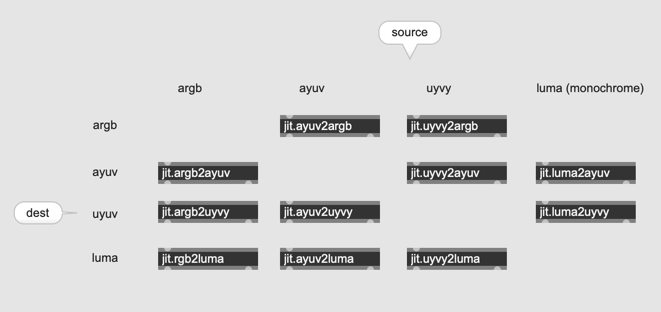 source
argb ayuv uyvy luma (monochrome)
argb jit.ayuv2argb jit.uyvy2argb
ayuv jit.argb2ayuv jit.uyvy2ayuv jit.luma2ayuv
dest uyuv jit.argb2uyvy jit.ayuv2uyvy jit.luma2uyvy
luma jit.rgb2luma jit.ayuv2luma jit.uyvy2luma